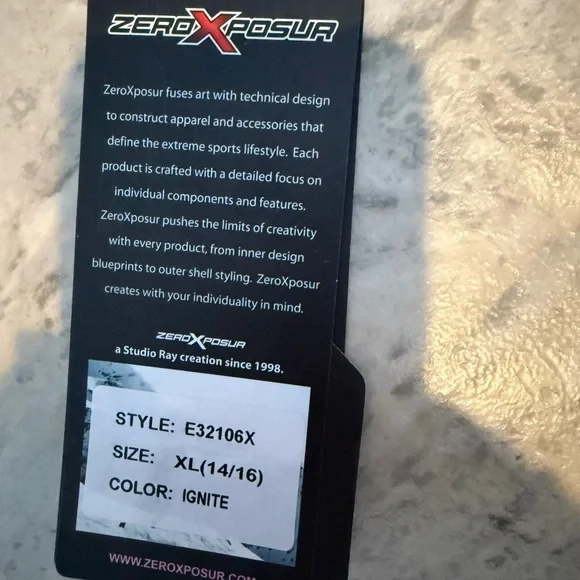 ZEROXPOSUR
ZeroXposur fuses art with technical design
to construct apparel and accessories that
define the extreme sports lifestyle. Each
product is crafted with a detailed focus on
individual components and features.
ZeroXposur pushes the limits of creativity
with every product, from inner design
blueprints to outer shell styling. ZeroXposur
creates with your individuality in mind.
ZEROXPOSUR
a Studio Ray creation since 1998.
STYLE: E32106X
SIZE: XL(14/16)
COLOR: IGNITE
WWW.ZEROXPOSUR.COM